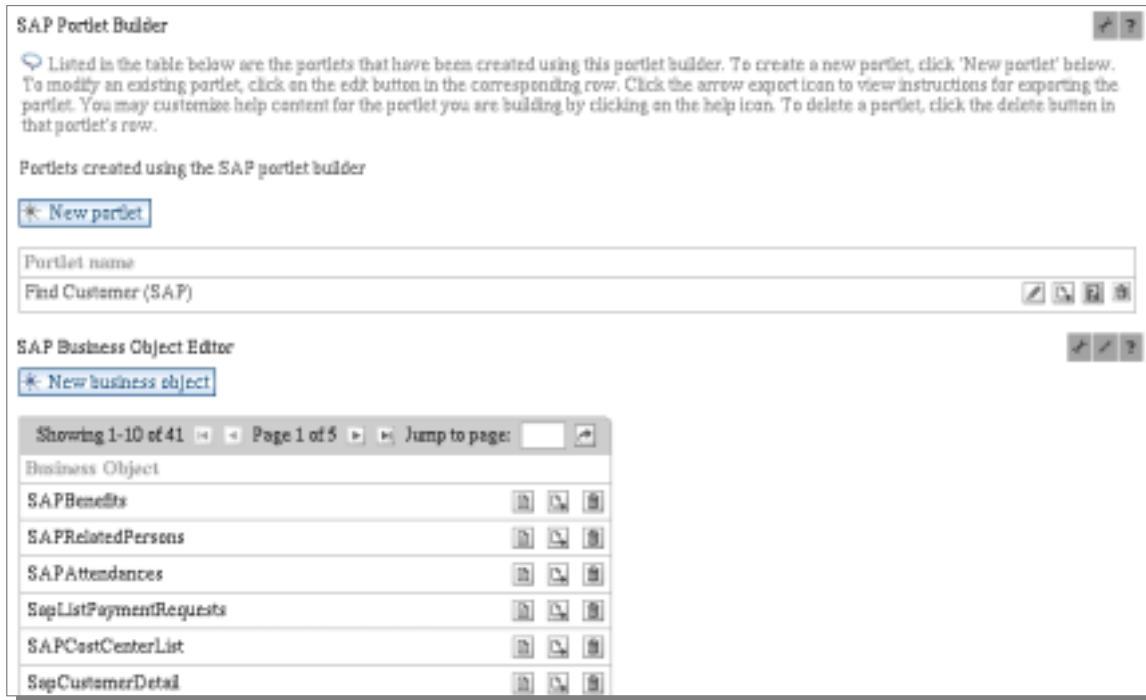 SAP Portlet Builder
?
Listed in the table below are the portlets that have been created using this portlet builder. To create a new portlet, click 'New portlet' below.
To modify an existing portlet, click on the edit button in the corresponding row. Click the arrow export icon to view instructions for exporting the
portlet. You may customize help content for the portlet you are building by clicking on the help icon. To delete a portlet, click the delete button in
that portlet's row.
Portlets created using the SAP portlet builder
New portlet
Portlet name
Find Customer (SAP)
SAP Business Object Editor
?
New business object
Showing 1-10 of 41 Page 1 of 5 Jump to page:
Business Object
SAPBenefits
SAPRelatedPersons
SAPAttendances
SapListPaymentRequests
SAPCostCenterList
SapCustomerDetail